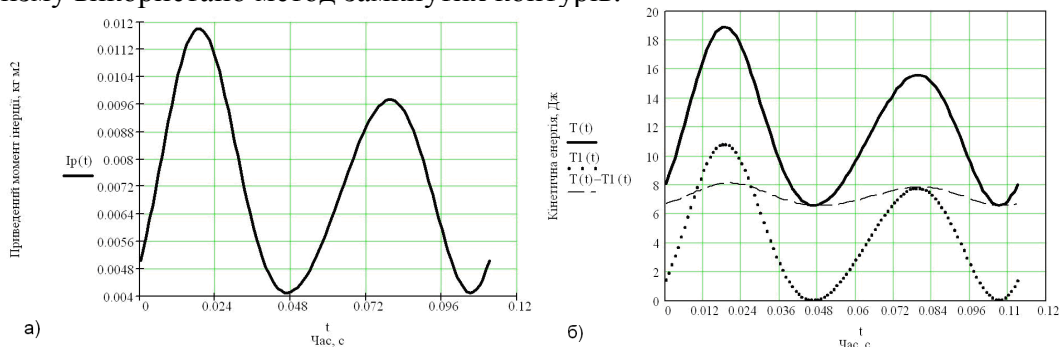 ізму використано метод замкнутих контурів.
Приведений момент інерції, кг м2
0.012
0.0112
0.0104
0.0096
0.0088
0.008
0.0072
0.0064
0.0056
0.0048
0.004
Ip(t)
0 0.024 0.048 0.072 0.096 0.12
t
Час, с
а)
Кінетична енергія, Дж
20
18
16
14
12
10
8
6
4
2
0
T(t)
T1(t)
T(t)−T1(t)
0 0.012 0.024 0.036 0.048 0.06 0.072 0.084 0.096 0.11 0.12
t
Час, с
б)